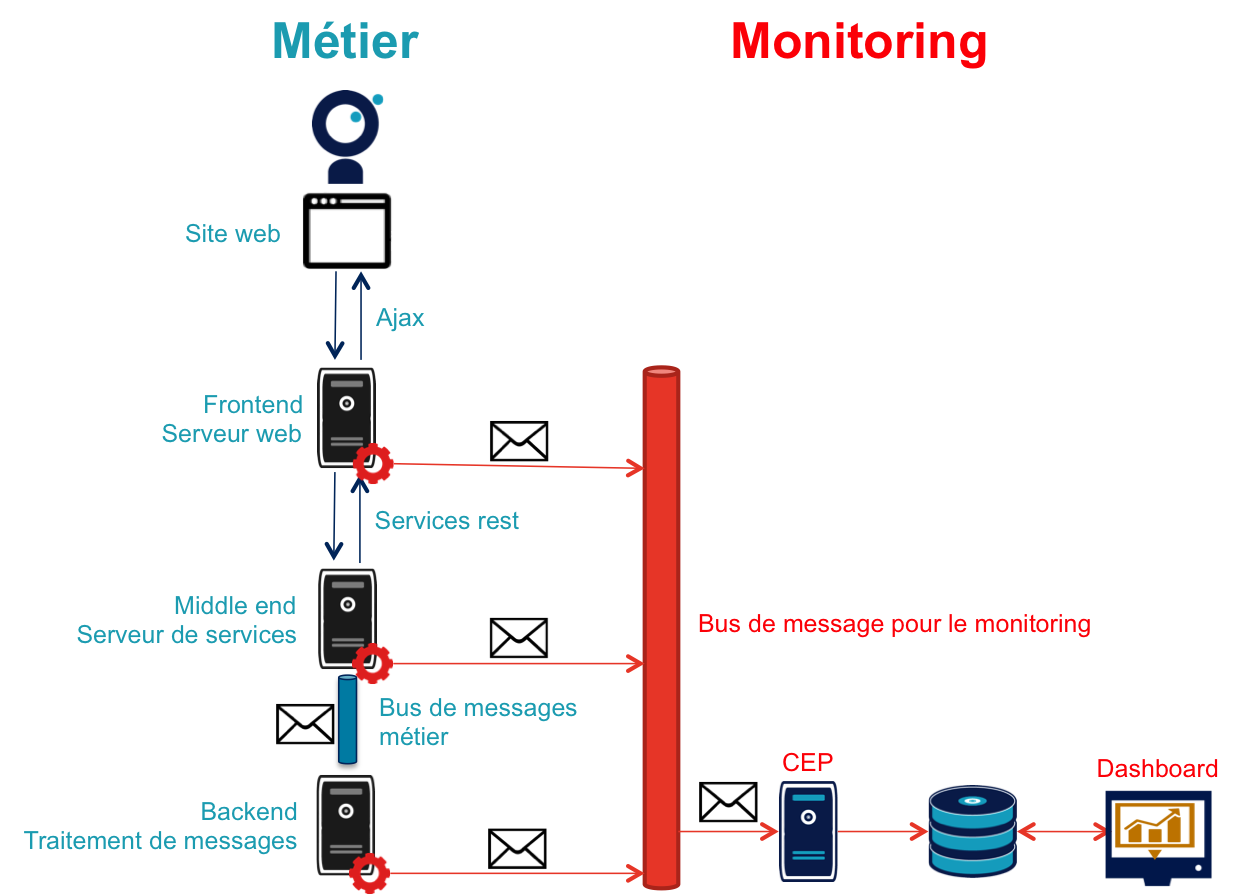 Métier
Monitoring
Site web
Ajax
Frontend
Serveur web
Services rest
Middle end
Serveur de services
Bus de message pour le monitoring
Bus de messages
métier
CEP
Dashboard
Backend
Traitement de messages